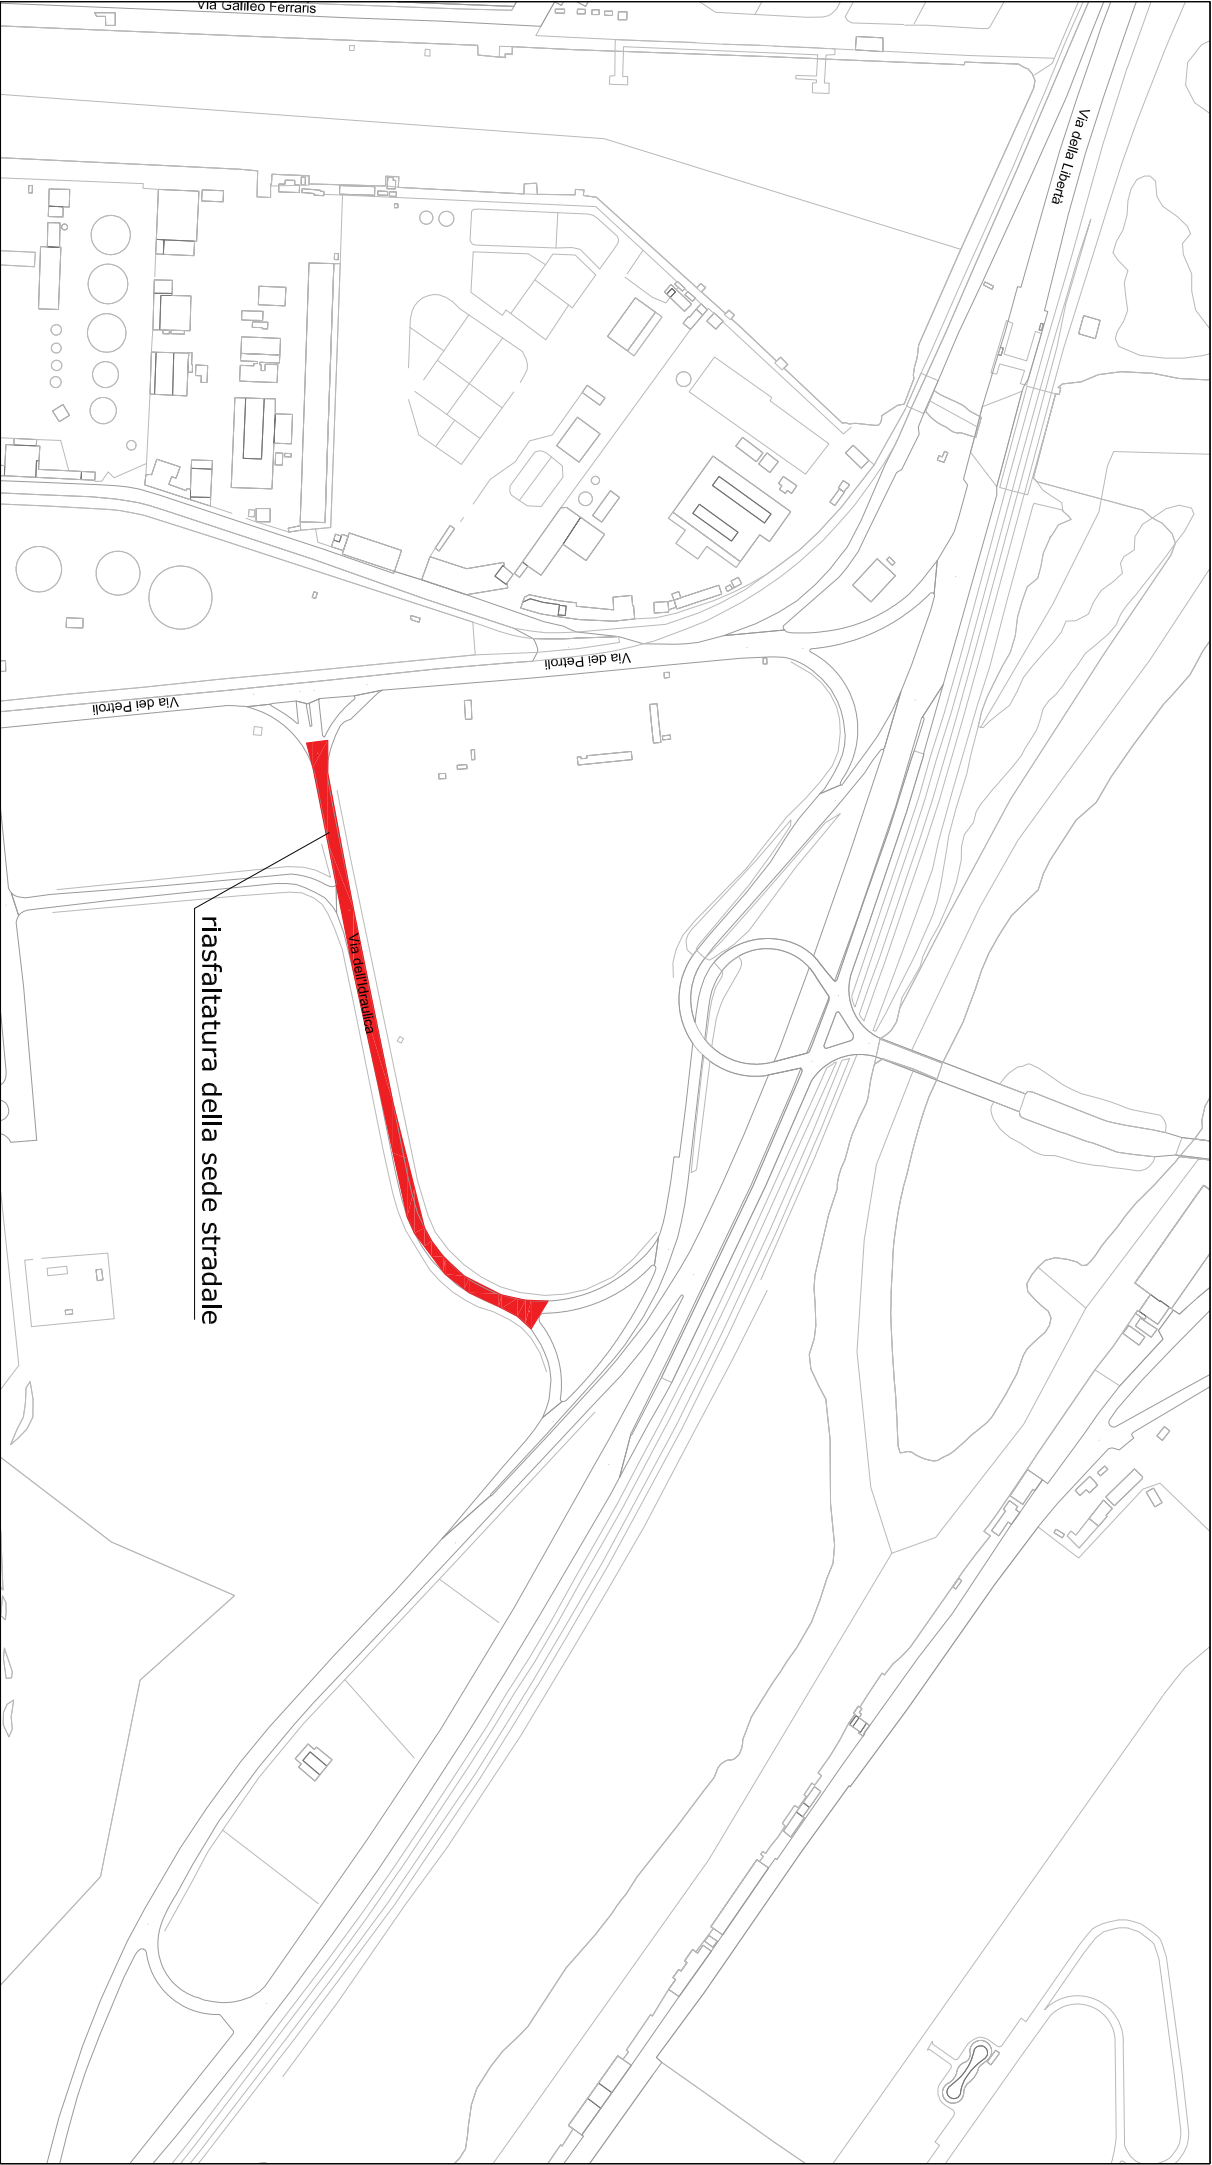 Via Galileo Ferraris
Via della Libertà
Via dei Petroli
Via dei Petroli
Via dell'Idraulica
riasfaltatura della sede stradale